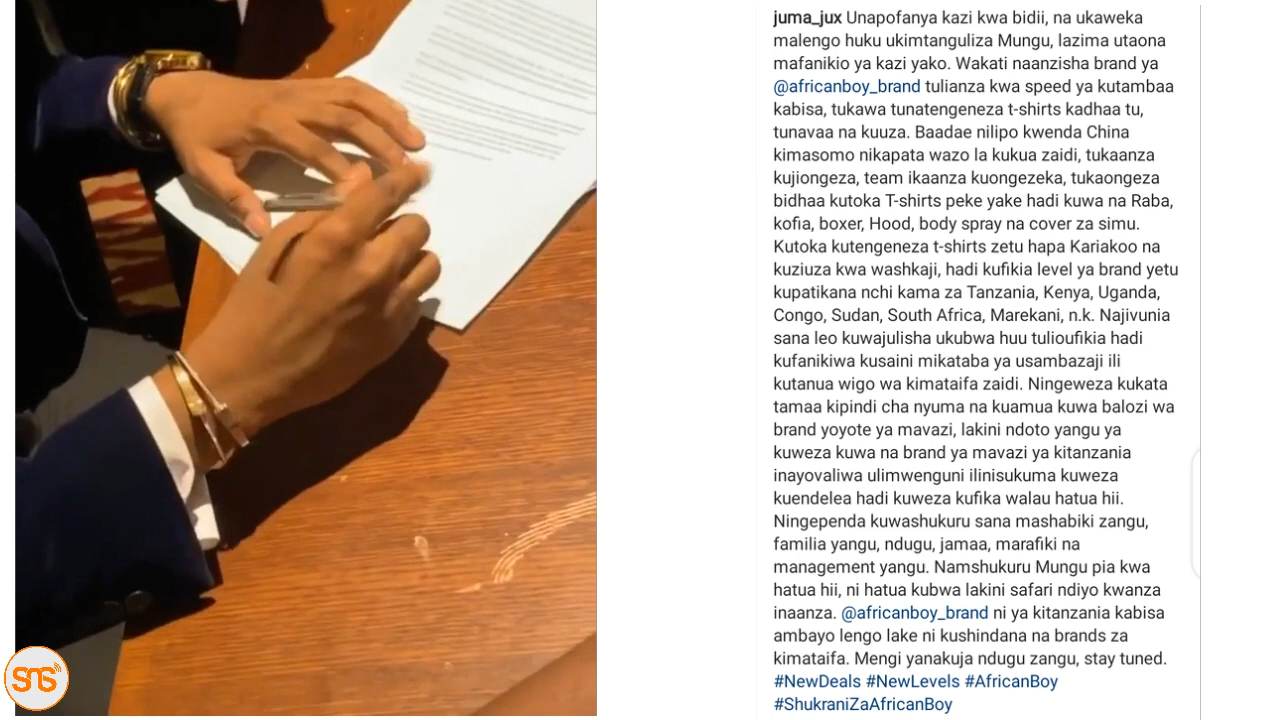 juma_jux Unapofanya kazi kwa bidii, na ukaweka
malengo huku ukimtanguliza Mungu, lazima utaona
mafanikio ya kazi yako. Wakati naanzisha brand ya
@africanboy_brand tulianza kwa speed ya kutambaa
kabisa, tukawa tunatengeneza t-shirts kadhaa tu,
tunavaa na kuuza. Baadae nilipo kwenda China
kimasomo nikapata wazo la kukua zaidi, tukaanza
kujiongeza, team ikaanza kuongezeka, tukaongeza
bidhaa kutoka T-shirts peke yake hadi kuwa na Raba,
kofia, boxer, Hood, body spray na cover za simu.
Kutoka kutengeneza t-shirts zetu hapa Kariakoo na
kuziuza kwa washkaji, hadi kufikia level ya brand yetu
kupatikana nchi kama za Tanzania, Kenya, Uganda,
Congo, Sudan, South Africa, Marekani, n.k. Najivunia
sana leo kuwajulisha ukubwa huu tulioufikia hadi
kufanikiwa kusaini mikataba ya usambazaji ili
kutanua wigo wa kimataifa zaidi. Ningeweza kukata
tamaa kipindi cha nyuma na kuamua kuwa balozi wa
brand yoyote ya mavazi, lakini ndoto yangu ya
kuweza kuwa na brand ya mavazi ya kitanzania
inayovaliwa ulimwenguni ilinisukuma kuweza
kuendelea hadi kuweza kufika walau hatua hii.
Ningependa kuwashukuru sana mashabiki zangu,
familia yangu, ndugu, jamaa, marafiki na
management yangu. Namshukuru Mungu pia kwa
hatua hii, ni hatua kubwa lakini safari ndiyo kwanza
inaanza. @africanboy_brand ni ya kitanzania kabisa
ambayo lengo lake ni kushindana na brands za
kimataifa. Mengi yanakuja ndugu zangu, stay tuned.
#NewDeals #NewLevels #AfricanBoy
#ShukraniZaAfricanBoy
SNS